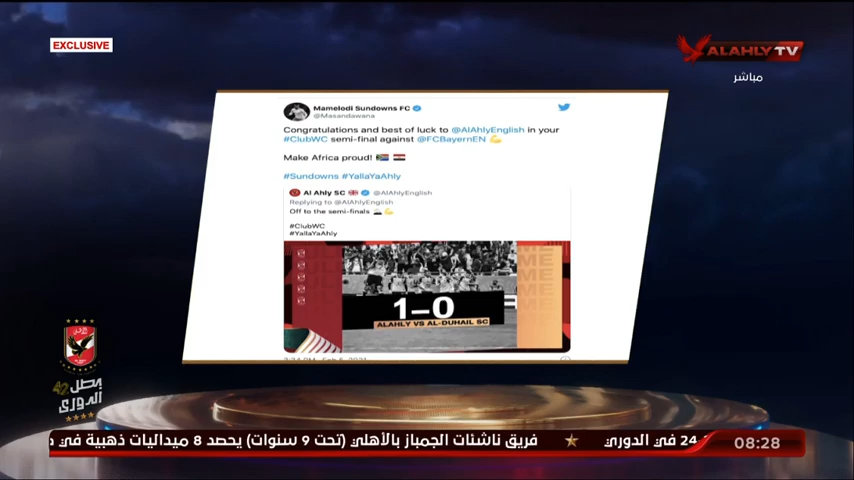 EXCLUSIVE
ALAHLY TV
مباشر
Mamelodi Sundowns FC
@Masandawana
Congratulations and best of luck to @AlAhlyEnglish in your
#ClubWC semi-final against @FCBayernEN 💪
Make Africa proud! 🇿🇦 🇪🇬
#Sundowns #YallaYaAhly
Al Ahly SC 🇬🇧 @AlAhlyEnglish
Replying to @AlAhlyEnglish
Off to the semi-finals
#ClubWC
#YallaYaAhly
1-0
ALAHLY VS AL-DUHAIL SC
بطل
42
الدوري
24 في الدوري
فريق ناشئات الجمباز بالأهلي (تحت 9 سنوات) يحصد 8 ميداليات ذهبية في
08:28